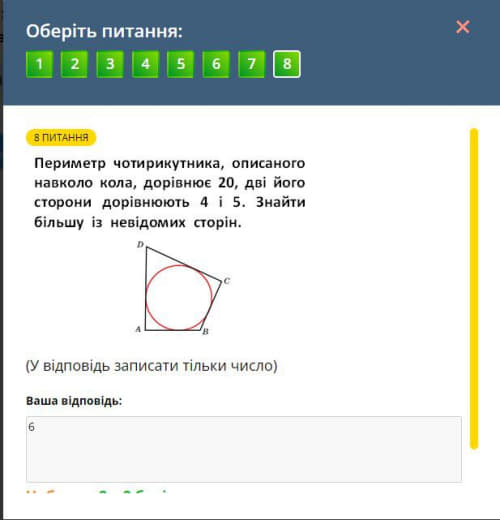 Оберіть питання:
1 2 3 4 5 6 7 8
8 ПИТАННЯ
Периметр чотирикутника, описаного
навколо кола, дорівнює 20, дві його
сторони дорівнюють 4 і 5. Знайти
більшу із невідомих сторін.
D
C
A
B
(У відповідь записати тільки число)
Ваша відповідь:
6